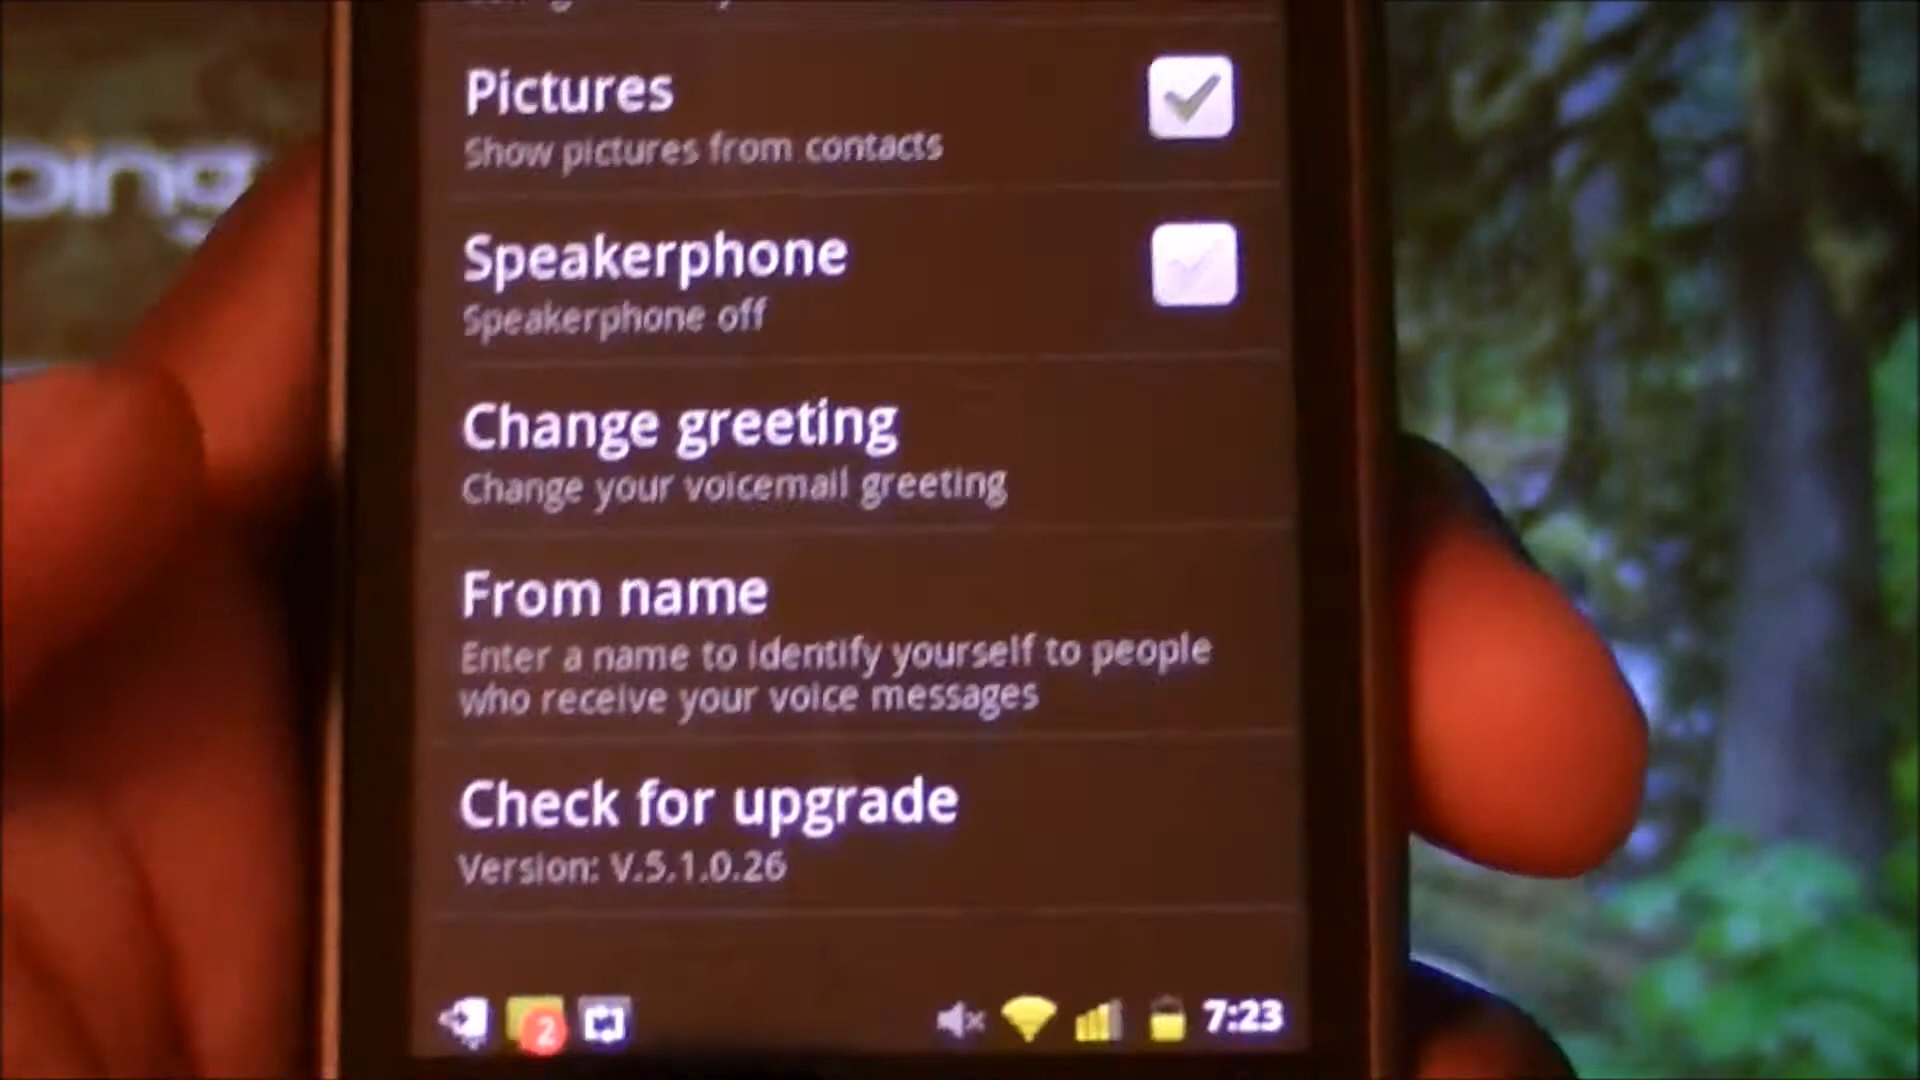 bing
Pictures
Show pictures from contacts
Speakerphone
Speakerphone off
Change greeting
Change your voicemail greeting
From name
Enter a name to identify yourself to people
who receive your voice messages
Check for upgrade
Version: V.5.1.0.26
2
7:23